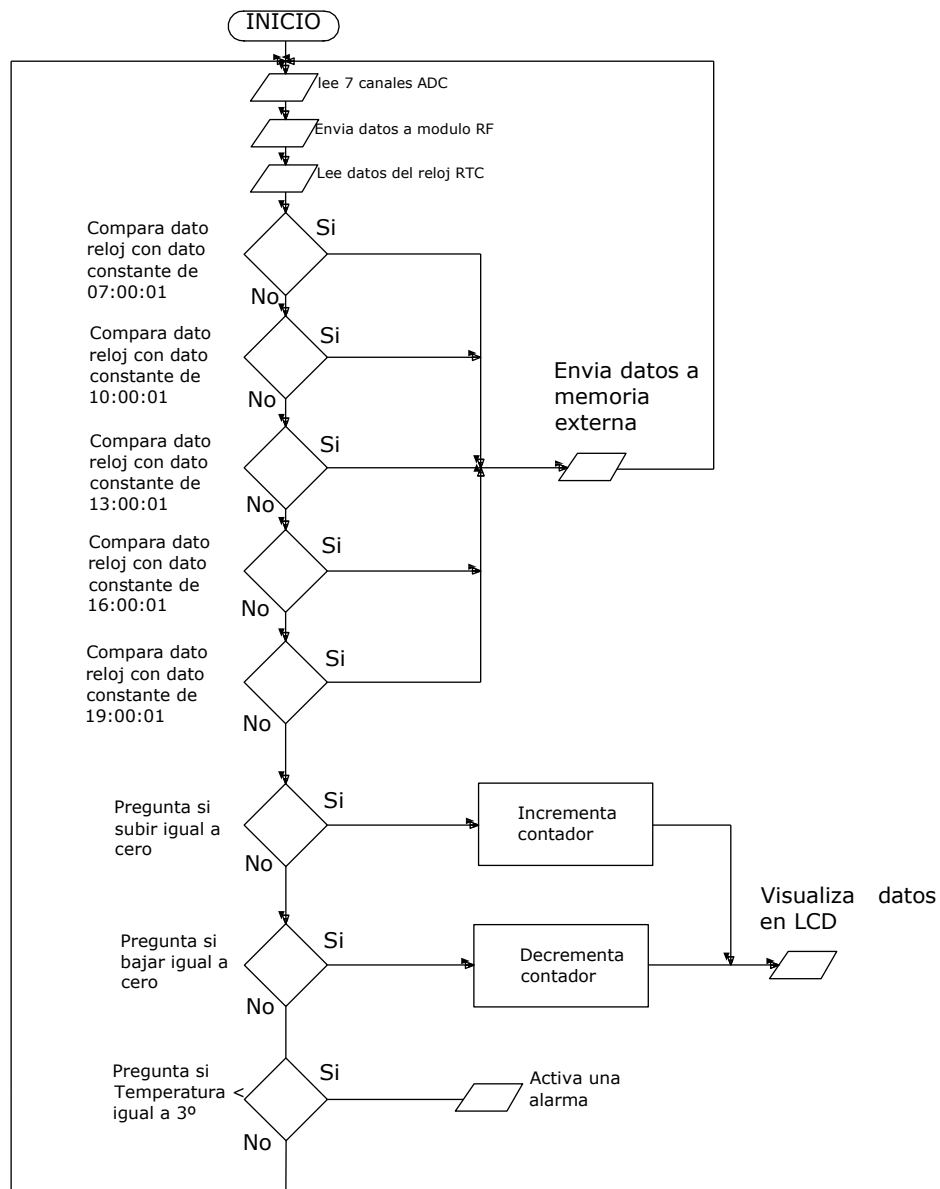 INICIO
lee 7 canales ADC
Envia datos a modulo RF
Lee datos del reloj RTC
Compara dato
reloj con dato
constante de
07:00:01
Si
No
Compara dato
reloj con dato
constante de
10:00:01
Si
No
Envia datos a
memoria
externa
Compara dato
reloj con dato
constante de
13:00:01
Si
No
Compara dato
reloj con dato
constante de
16:00:01
Si
No
Compara dato
reloj con dato
constante de
19:00:01
Si
No
Pregunta si
subir igual a
cero
Si
No
Incrementa
contador
Visualiza datos
en LCD
Pregunta si
bajar igual a
cero
Si
No
Decrementa
contador
Pregunta si
Temperatura <
igual a 3º
Si
No
Activa una
alarma